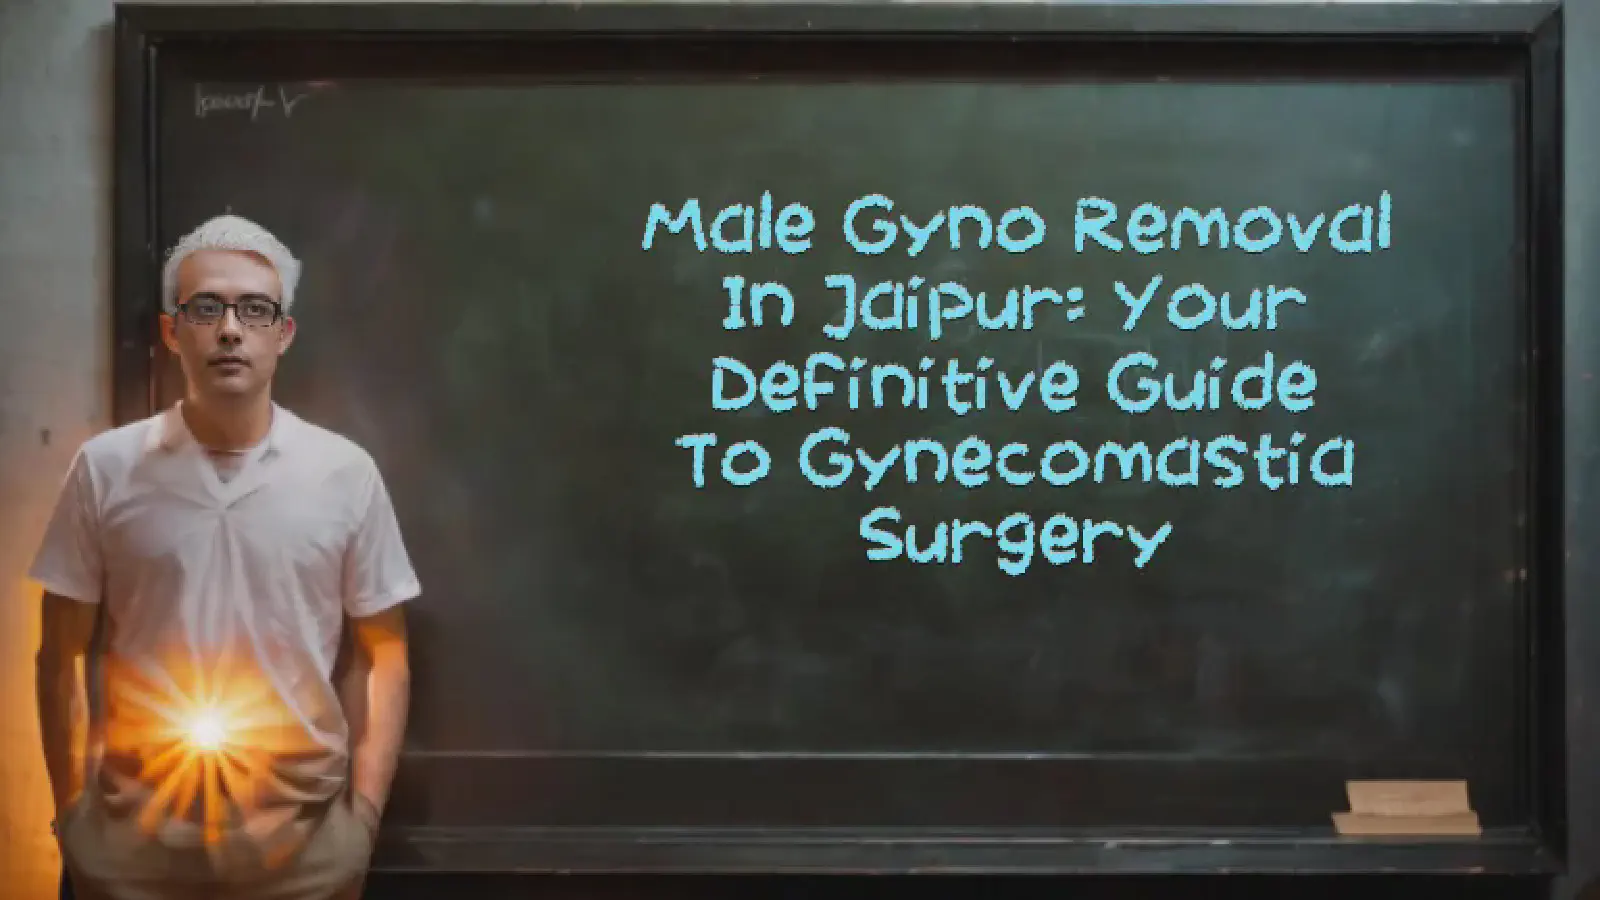 Male Gyno Removal
In Jaipur: Your
Definitive Guide
To Gynecomastia
Surgery